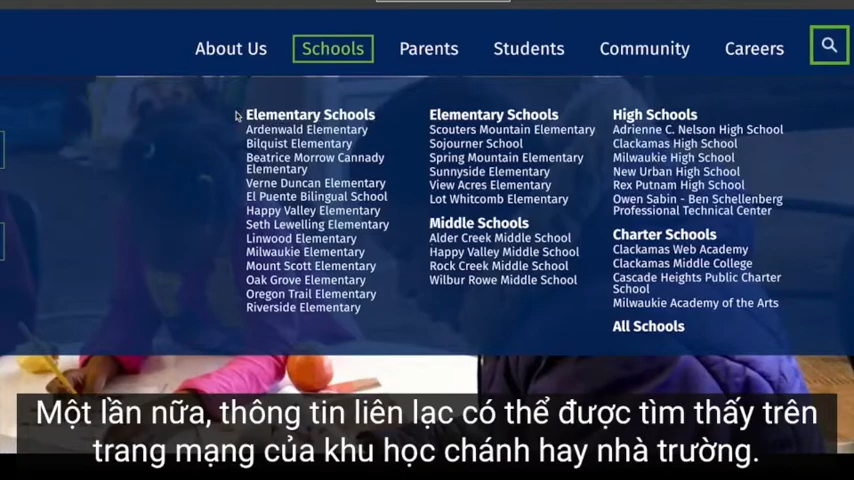 About Us Schools Parents Students Community Careers
Elementary Schools
Ardenwald Elementary
Bilquist Elementary
Beatrice Morrow Cannady
Elementary
Verne Duncan Elementary
El Puente Bilingual School
Happy Valley Elementary
Seth Lewelling Elementary
Linwood Elementary
Milwaukie Elementary
Mount Scott Elementary
Oak Grove Elementary
Oregon Trail Elementary
Riverside Elementary
Elementary Schools
Scouters Mountain Elementary
Sojourner School
Spring Mountain Elementary
Sunnyside Elementary
View Acres Elementary
Lot Whitcomb Elementary
Middle Schools
Alder Creek Middle School
Happy Valley Middle School
Rock Creek Middle School
Wilbur Rowe Middle School
High Schools
Adrienne C. Nelson High School
Clackamas High School
Milwaukie High School
New Urban High School
Rex Putnam High School
Owen Sabin - Ben Schellenberg
Professional Technical Center
Charter Schools
Clackamas Web Academy
Clackamas Middle College
Cascade Heights Public Charter
School
Milwaukie Academy of the Arts
All Schools
Một lần nữa, thông tin liên lạc có thể được tìm thấy trên
trang mạng của khu học chánh hay nhà trường.